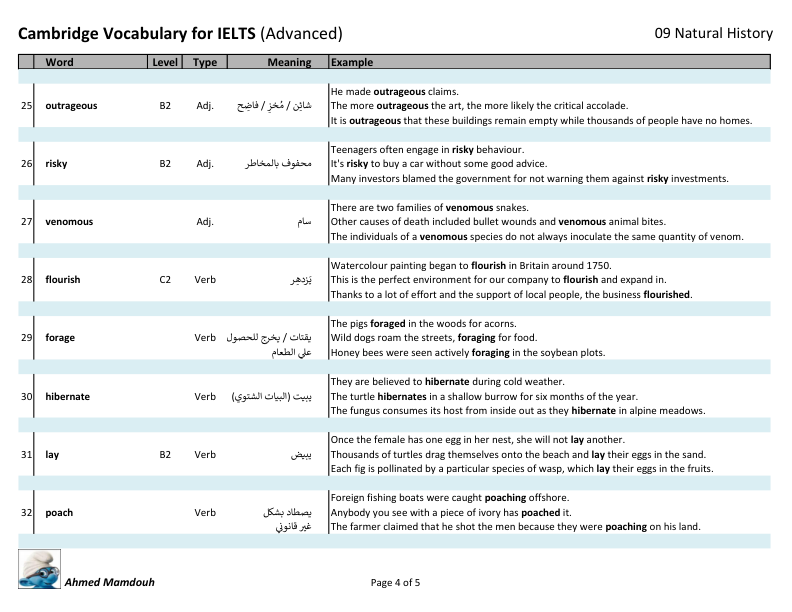 Cambridge Vocabulary for IELTS (Advanced) 09 Natural History
Word Level Type Meaning Example
25 outrageous B2 Adj. شائِن / مُخزِ / فاضِح
He made outrageous claims.
The more outrageous the art, the more likely the critical accolade.
It is outrageous that these buildings remain empty while thousands of people have no homes.
26 risky B2 Adj. محفوف بالمخاطر
Teenagers often engage in risky behaviour.
It's risky to buy a car without some good advice.
Many investors blamed the government for not warning them against risky investments.
27 venomous Adj. سام
There are two families of venomous snakes.
Other causes of death included bullet wounds and venomous animal bites.
The individuals of a venomous species do not always inoculate the same quantity of venom.
28 flourish C2 Verb يَزدهِر
Watercolour painting began to flourish in Britain around 1750.
This is the perfect environment for our company to flourish and expand in.
Thanks to a lot of effort and the support of local people, the business flourished.
29 forage Verb يقتات / يخرج للحصول
علي الطعام
The pigs foraged in the woods for acorns.
Wild dogs roam the streets, foraging for food.
Honey bees were seen actively foraging in the soybean plots.
30 hibernate Verb يبيت (البيات الشتوي)
They are believed to hibernate during cold weather.
The turtle hibernates in a shallow burrow for six months of the year.
The fungus consumes its host from inside out as they hibernate in alpine meadows.
31 lay B2 Verb يبيض
Once the female has one egg in her nest, she will not lay another.
Thousands of turtles drag themselves onto the beach and lay their eggs in the sand.
Each fig is pollinated by a particular species of wasp, which lay their eggs in the fruits.
32 poach Verb يصطاد بشكل
غير قانوني
Foreign fishing boats were caught poaching offshore.
Anybody you see with a piece of ivory has poached it.
The farmer claimed that he shot the men because they were poaching on his land.
Ahmed Mamdouh Page 4 of 5